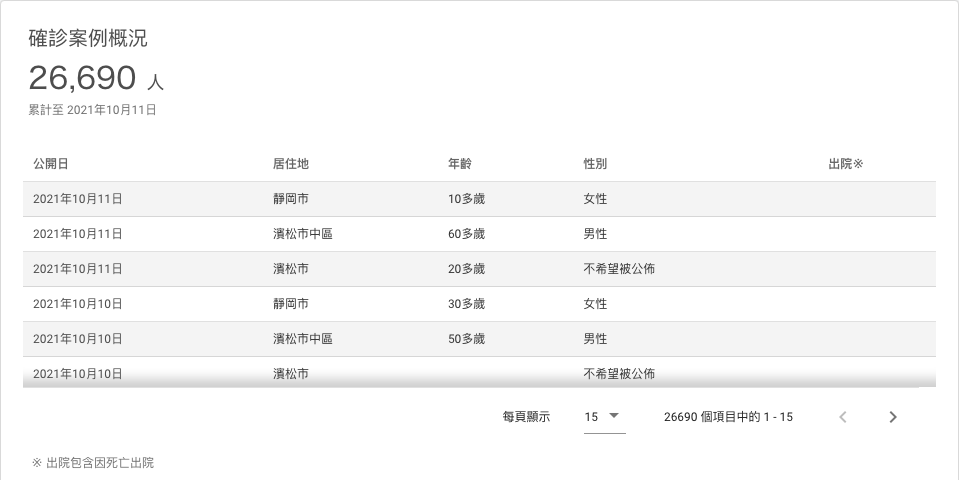 確診案例概況
26,690 人
累計至 2021年10月11日
公開日 居住地 年齡 性別 出院※
2021年10月11日 靜岡市 10多歲 女性
2021年10月11日 濱松市中區 60多歲 男性
2021年10月11日 濱松市 20多歲 不希望被公佈
2021年10月10日 靜岡市 30多歲 女性
2021年10月10日 濱松市中區 50多歲 男性
2021年10月10日 濱松市 不希望被公佈
每頁顯示 15 26690 個項目中的 1 - 15
※ 出院包含因死亡出院